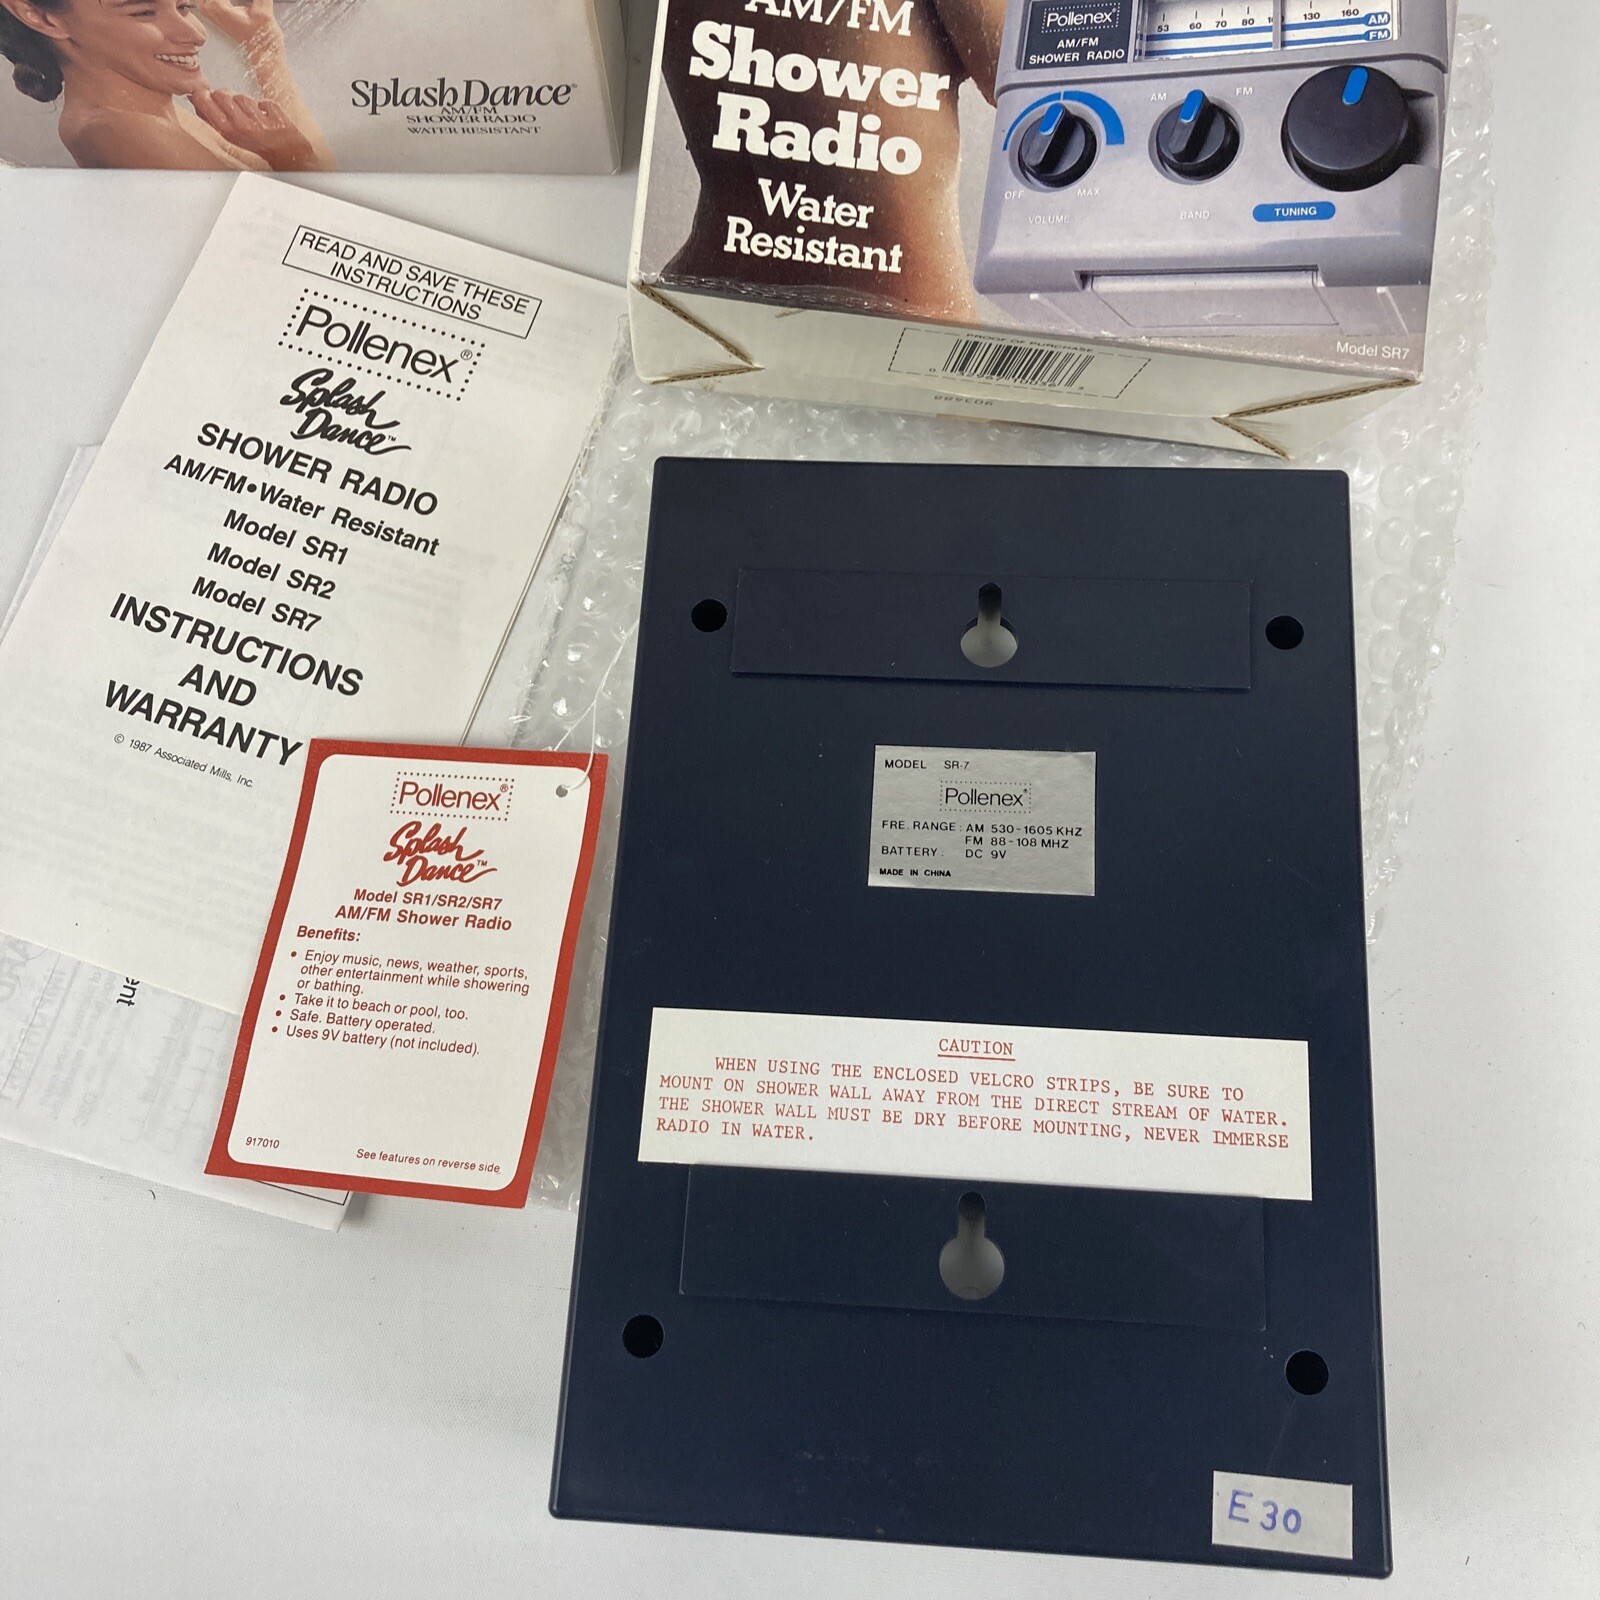 Splash Dance®
AM/FM
SHOWER RADIO
WATER RESISTANT
AM/FM
Shower
Radio
Water
Resistant
Pollenex®
AM/FM
SHOWER RADIO
53 60 70 80 130 160 AM
FM
AM FM
OFF MAX
VOLUME
BAND
TUNING
Model SR7
PROOF OF PURCHASE
READ AND SAVE THESE
INSTRUCTIONS
Pollenex®
Splash
Dance™
SHOWER RADIO
AM/FM•Water Resistant
Model SR1
Model SR2
Model SR7
INSTRUCTIONS
AND
WARRANTY
© 1987 Associated Mills, Inc.
Pollenex®
Splash
Dance™
Model SR1/SR2/SR7
AM/FM Shower Radio
Benefits:
• Enjoy music, news, weather, sports,
other entertainment while showering
or bathing.
• Take it to beach or pool, too.
• Safe. Battery operated.
• Uses 9V battery (not included).
917010
See features on reverse side
MODEL SR-7
Pollenex®
FRE. RANGE: AM 530-1605 KHZ
FM 88-108 MHZ
BATTERY: DC 9V
MADE IN CHINA
CAUTION
WHEN USING THE ENCLOSED VELCRO STRIPS, BE SURE TO
MOUNT ON SHOWER WALL AWAY FROM THE DIRECT STREAM OF WATER.
THE SHOWER WALL MUST BE DRY BEFORE MOUNTING, NEVER IMMERSE
RADIO IN WATER.
E 30